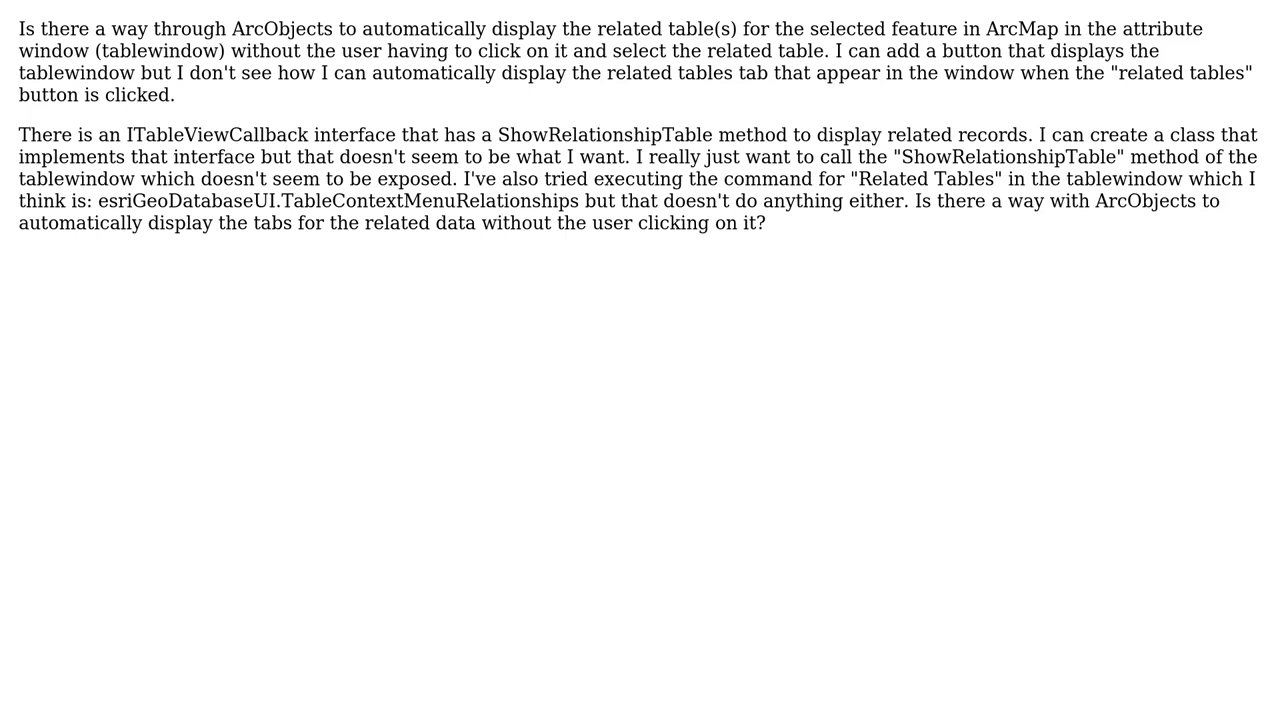 Is there a way through ArcObjects to automatically display the related table(s) for the selected feature in ArcMap in the attribute
window (tablewindow) without the user having to click on it and select the related table. I can add a button that displays the
tablewindow but I don't see how I can automatically display the related tables tab that appear in the window when the "related tables"
button is clicked.
There is an ITableViewCallback interface that has a ShowRelationshipTable method to display related records. I can create a class that
implements that interface but that doesn't seem to be what I want. I really just want to call the "ShowRelationshipTable" method of the
tablewindow which doesn't seem to be exposed. I've also tried executing the command for "Related Tables" in the tablewindow which I
think is: esriGeoDatabaseUI.TableContextMenuRelationships but that doesn't do anything either. Is there a way with ArcObjects to
automatically display the tabs for the related data without the user clicking on it?